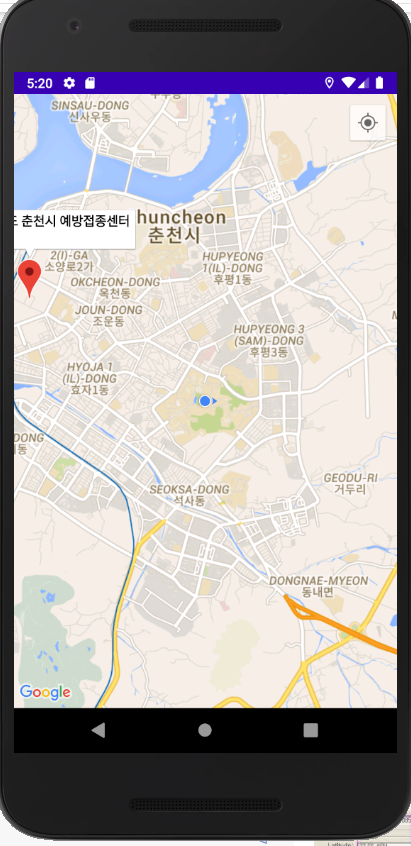 5:20
SINSAU-DONG
신사우동
춘천시 예방접종센터
huncheon
춘천시
2(I)-GA
소양로2가
HUPYEONG
1(IL)-DONG
후평1동
OKCHEON-DONG
옥천동
JOUN-DONG
조운동
HUPYEONG 3
(SAM)-DONG
후평3동
HYOJA 1
(IL)-DONG
효자1동
DONG
동
GEODU-RI
거두리
SEOKSA-DONG
석사동
DONGNAE-MYEON
동내면
Google